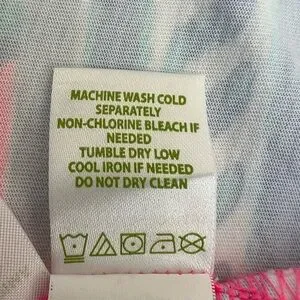 MACHINE WASH COLD
SEPARATELY
NON-CHLORINE BLEACH IF
NEEDED
TUMBLE DRY LOW
COOL IRON IF NEEDED
DO NOT DRY CLEAN